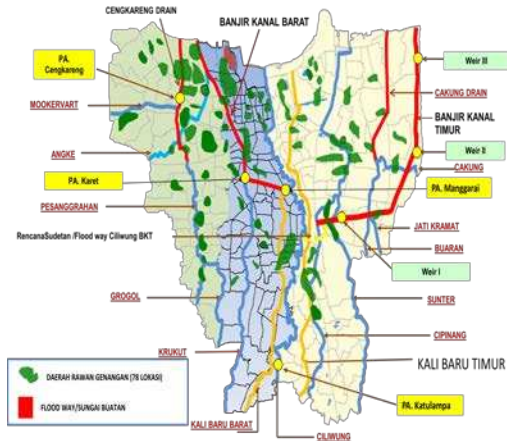 CENGKARENG DRAIN
BANJIR KANAL BARAT
PA.
Cengkareng
Weir III
MOOKERVART
CAKUNG DRAIN
BANJIR KANAL
TIMUR
Weir II
ANGKE
CAKUNG
PA. Karet
PA. Manggarai
PESANGGRAHAN
RencanaSudetan /Flood way Ciliwung BKT
JATI KRAMAT
BUARAN
Weir I
GROGOL
SUNTER
CIPINANG
KRUKUT
KALI BARU TIMUR
DAERAH RAWAN GENANGAN (78 LOKASI)
FLOOD WAY/SUNGAI BUATAN
PA. Katulampa
KALI BARU BARAT
CILIWUNG